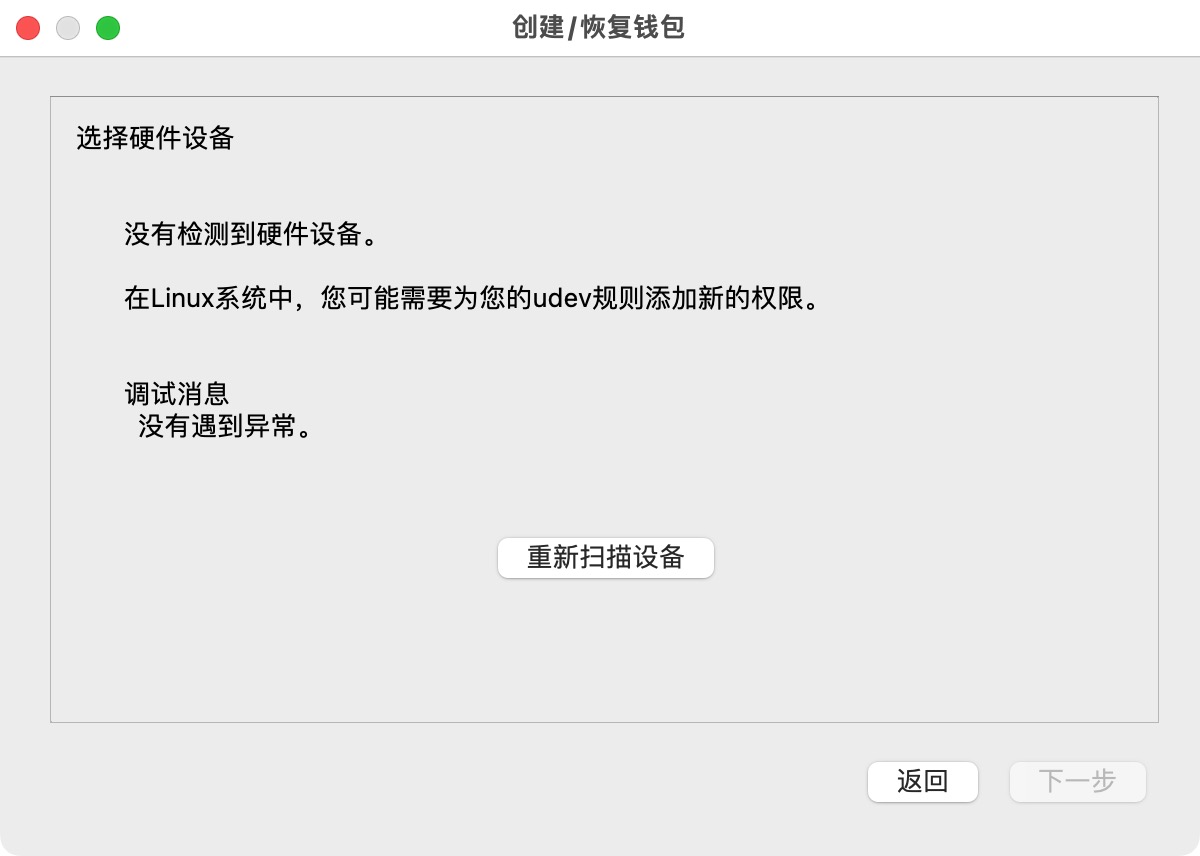 创建/恢复钱包
选择硬件设备
没有检测到硬件设备。
在Linux系统中，您可能需要为您的udev规则添加新的权限。
调试消息
没有遇到异常。
重新扫描设备
返回
下一步